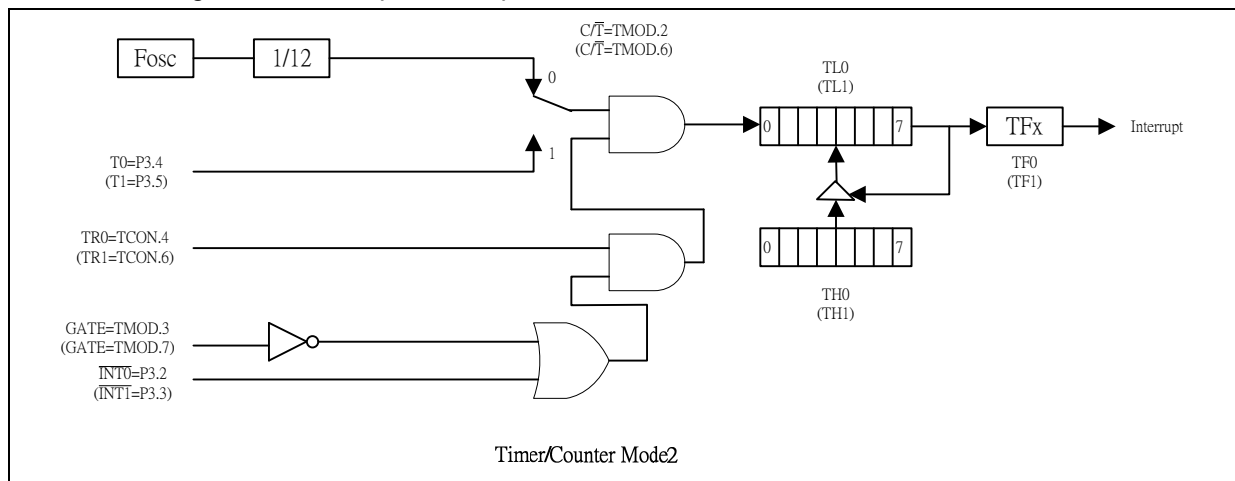 C/T=TMOD.2
(C/T=TMOD.6)
Fosc
1/12
0
TL0
(TL1)
0
7
TFx
Interrupt
TF0
(TF1)
1
T0=P3.4
(T1=P3.5)
TR0=TCON.4
(TR1=TCON.6)
0
7
TH0
(TH1)
GATE=TMOD.3
(GATE=TMOD.7)
INT0=P3.2
(INT1=P3.3)
Timer/Counter Mode2